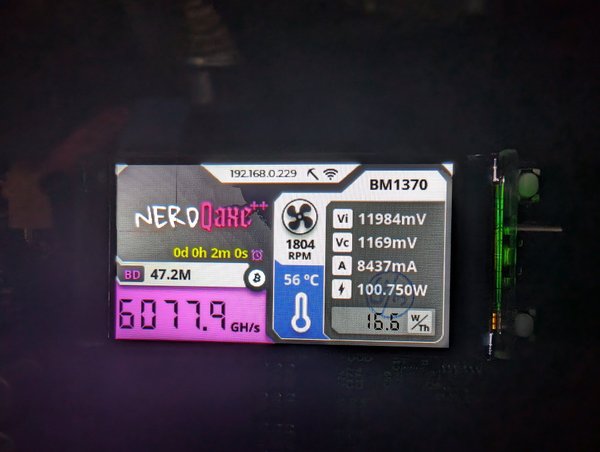 192.168.0.229
BM1370
NERDQaxe++
0d 0h 2m 0s
BD 47.2M
6077.9 GH/s
1804
RPM
56 °C
Vi 11984mV
Vc 1169mV
A 8437mA
100.750W
16.6 W/Th